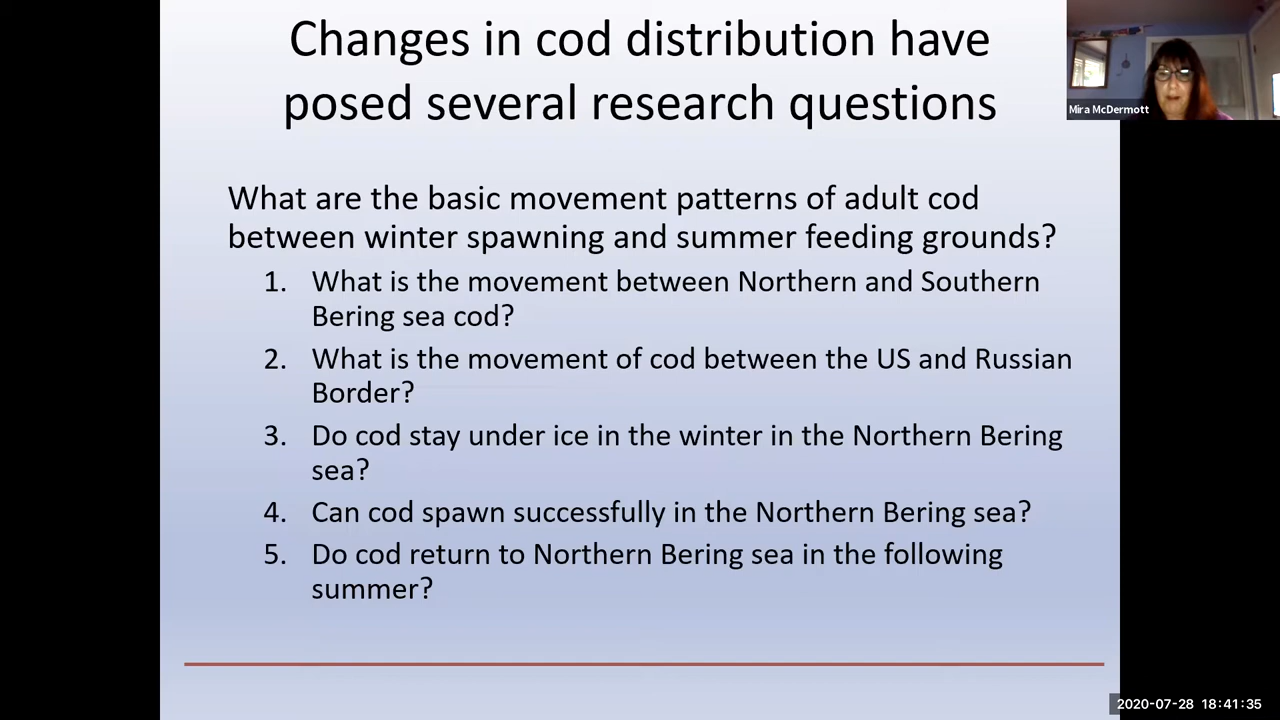 Changes in cod distribution have
posed several research questions
Mira McDermott
What are the basic movement patterns of adult cod
between winter spawning and summer feeding grounds?
1. What is the movement between Northern and Southern
Bering sea cod?
2. What is the movement of cod between the US and Russian
Border?
3. Do cod stay under ice in the winter in the Northern Bering
sea?
4. Can cod spawn successfully in the Northern Bering sea?
5. Do cod return to Northern Bering sea in the following
summer?
2020-07-28 18:41:35